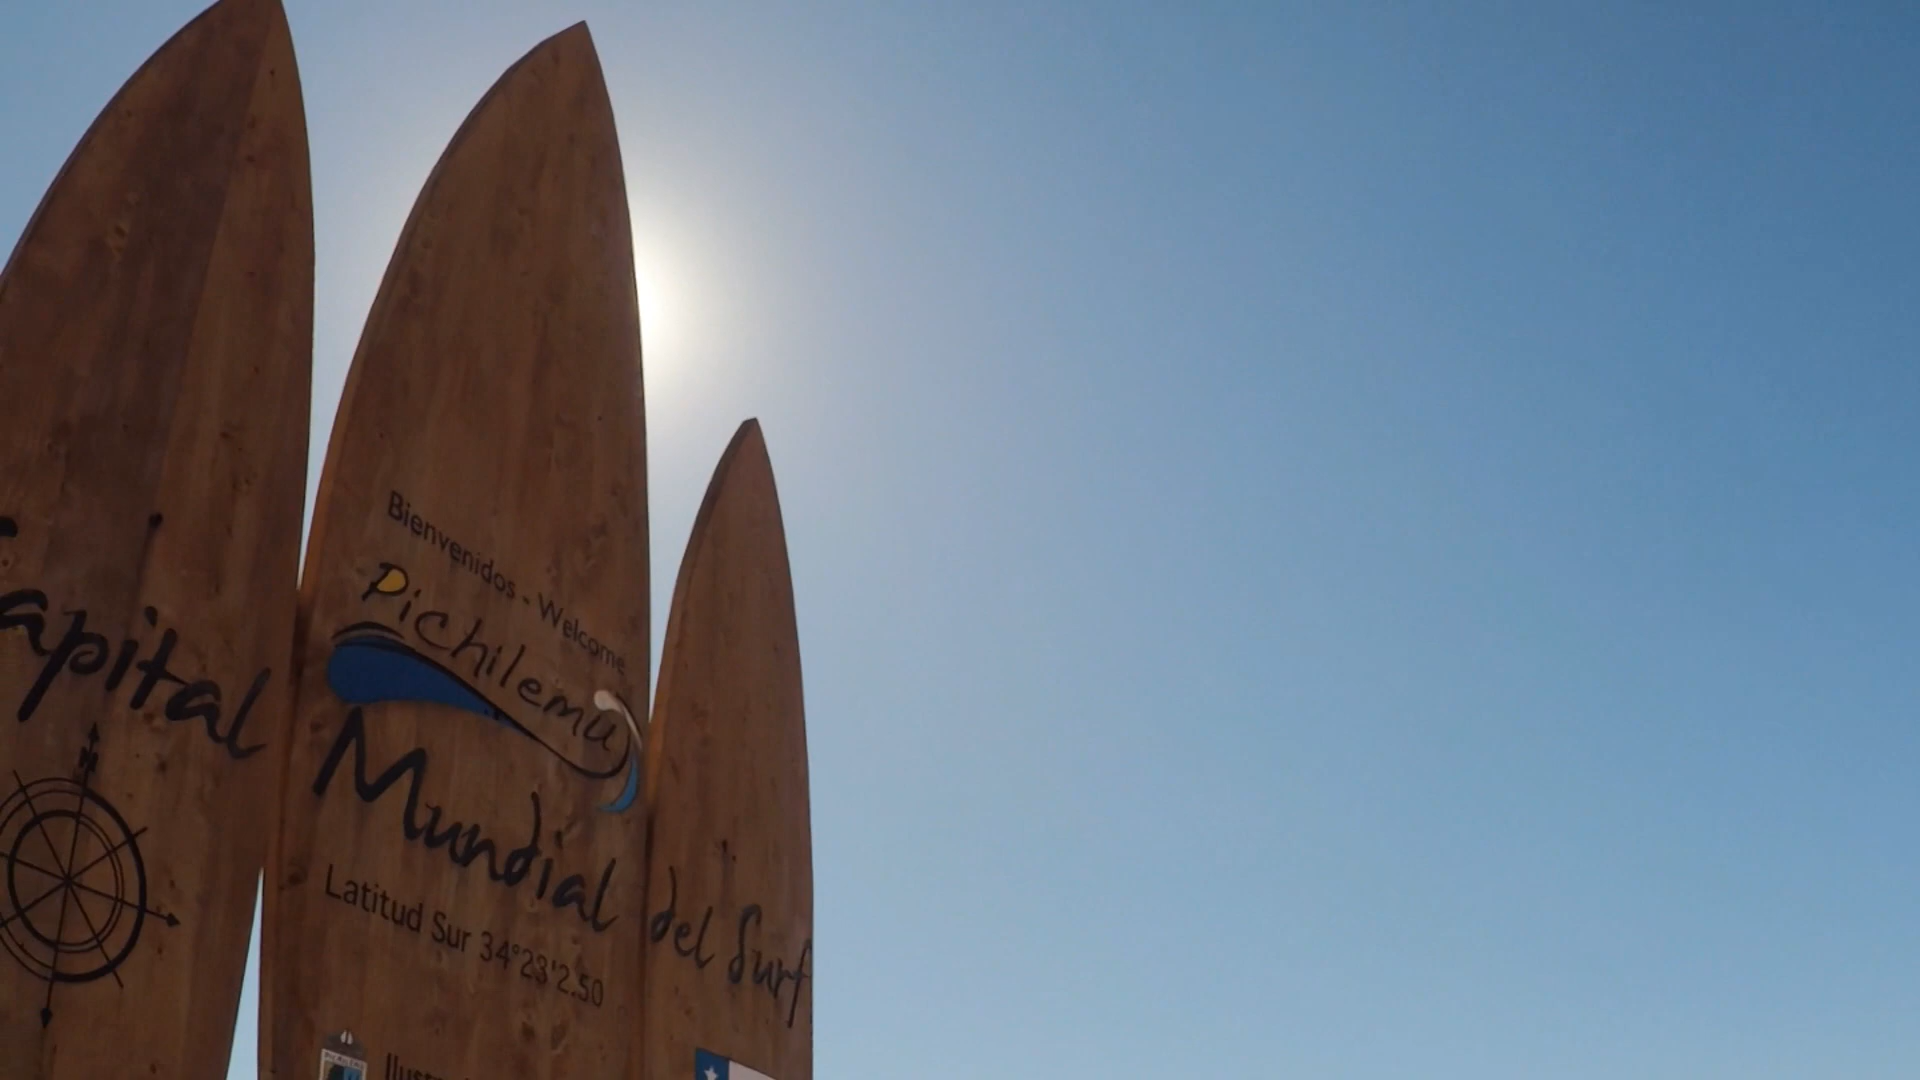 Bienvenidos - Welcome
Pichilemu
Capital Mundial del Surf
N
Latitud Sur 34°23'2.50